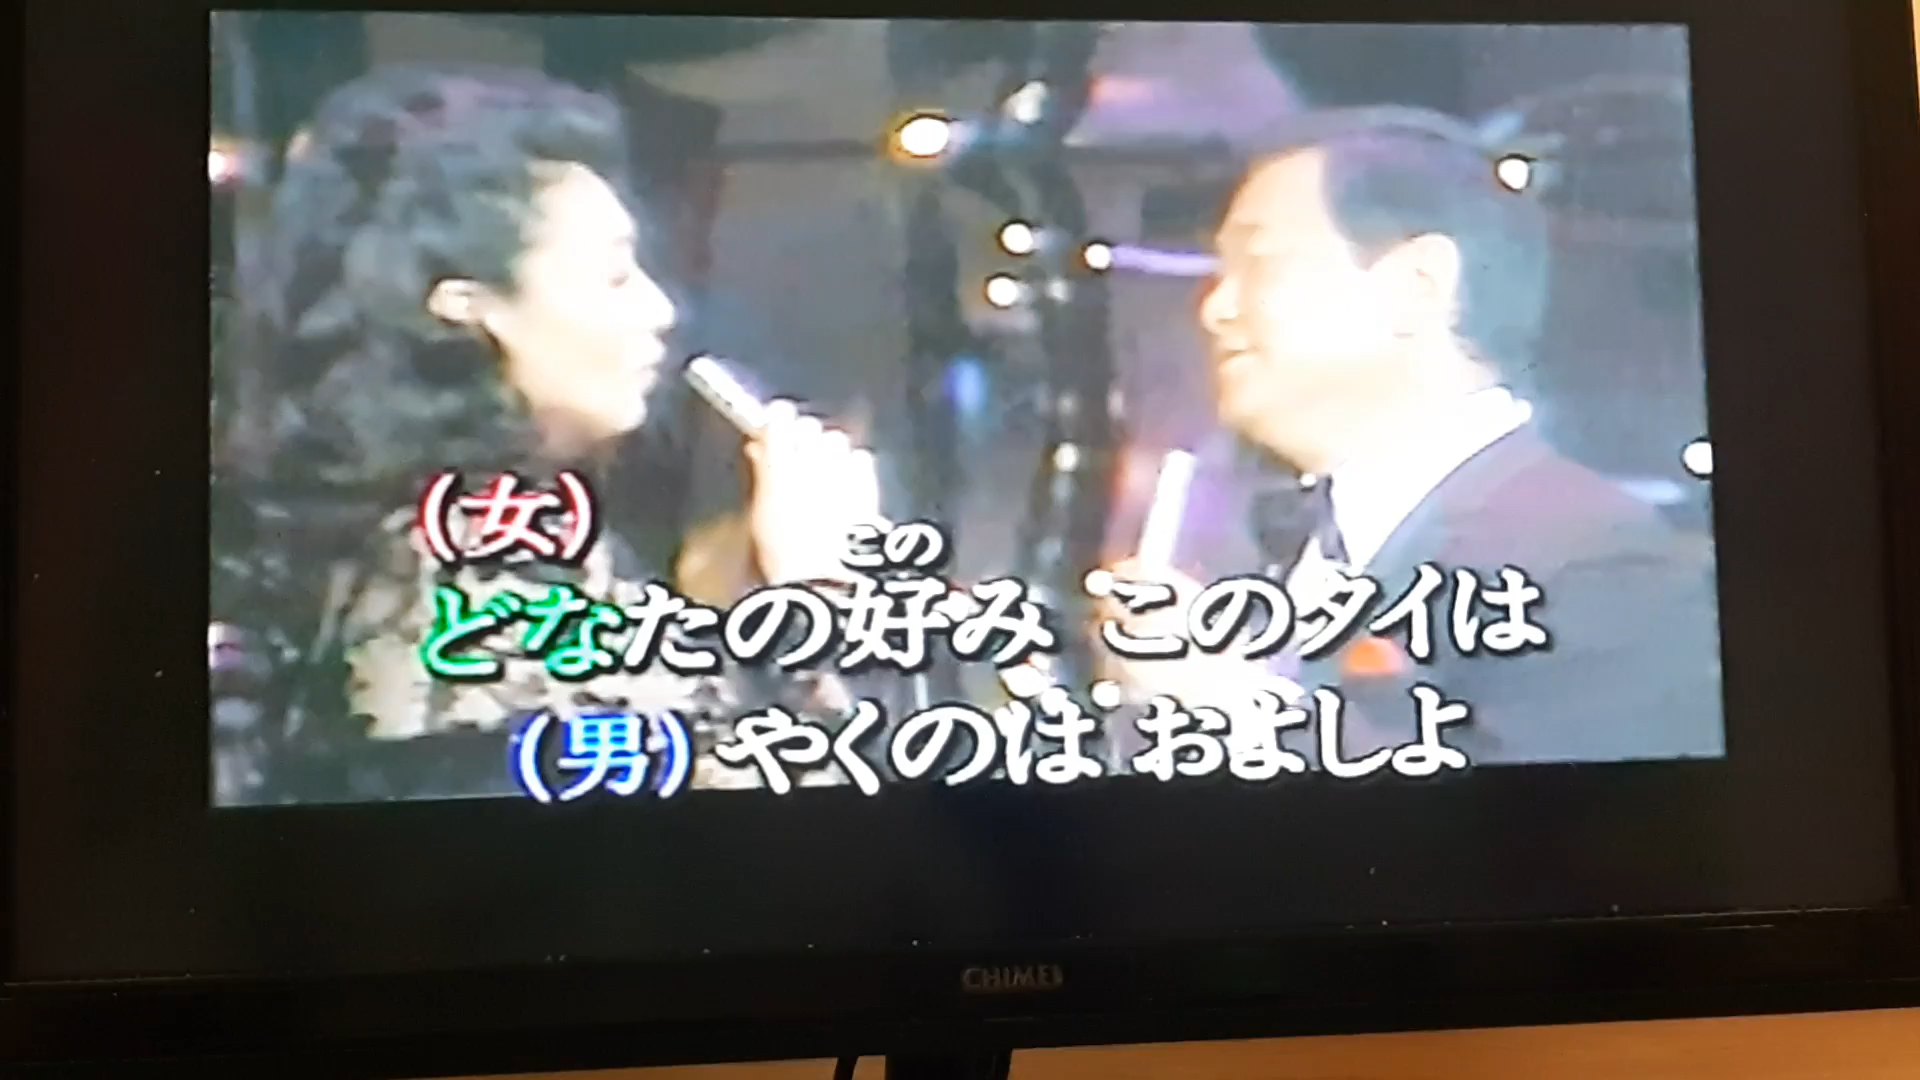 (女)
この
どなたの好み このタイは
(男) やくのは およしよ
CHIMEI